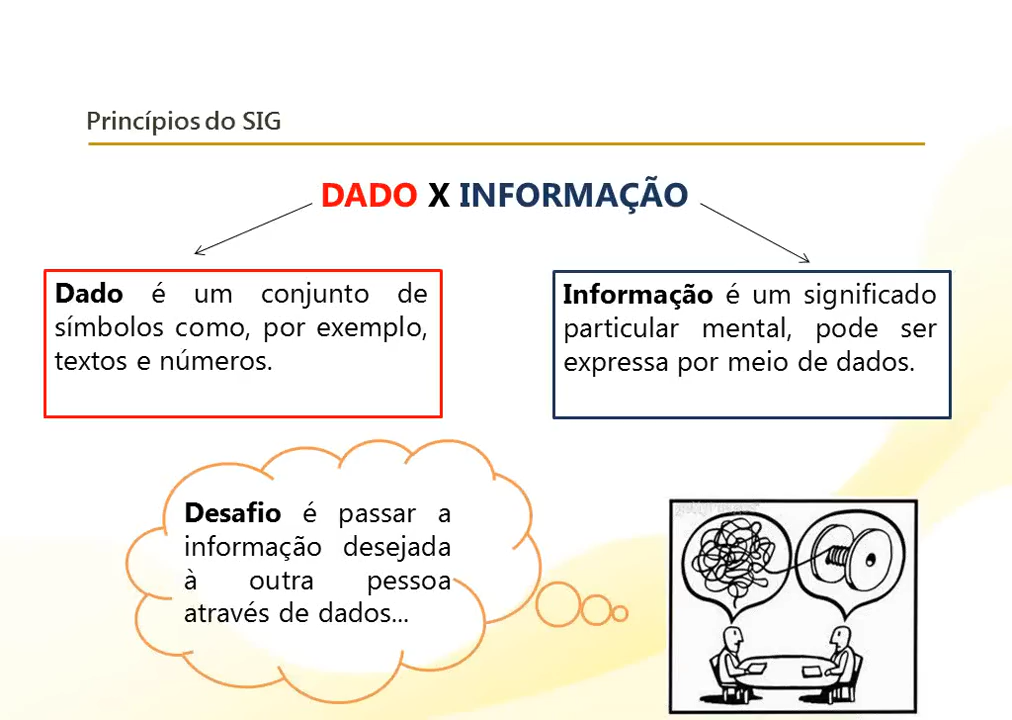 Princípios do SIG
DADO X INFORMAÇÃO
Dado é um conjunto de
símbolos como, por exemplo,
textos e números.
Informação é um significado
particular mental, pode ser
expressa por meio de dados.
Desafio é passar a
informação desejada
à outra pessoa
através de dados...